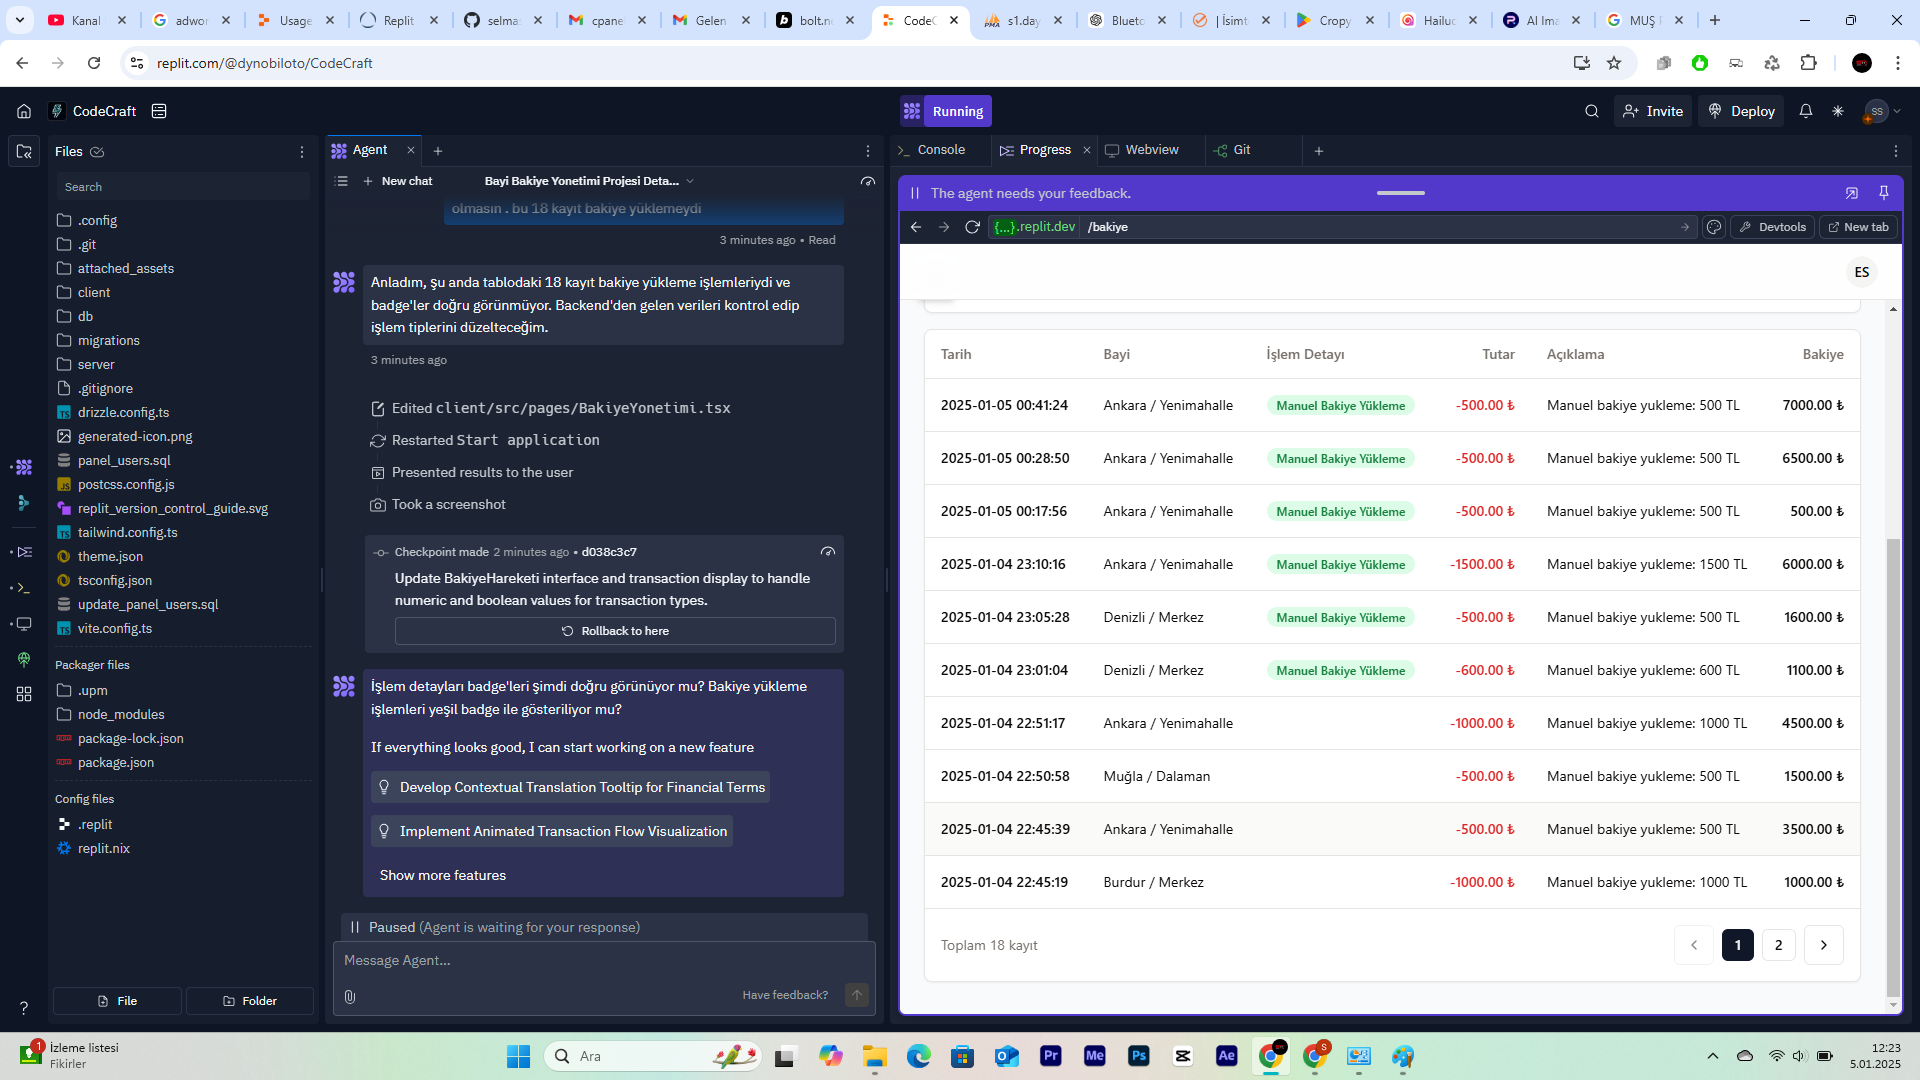 Kanal
adwor
Usage
Replit
selmas
cpane
Gelen
bolt.ne
CodeC
s1.day
Bluetc
| İsimt
Cropy
Hailuo
AI Ima
MUŞ
replit.com/@dynobiloto/CodeCraft
CodeCraft
Running
Invite
Deploy
SS
Files
Search
.config
.git
attached_assets
client
db
migrations
server
.gitignore
drizzle.config.ts
generated-icon.png
panel_users.sql
postcss.config.js
replit_version_control_guide.svg
tailwind.config.ts
theme.json
tsconfig.json
update_panel_users.sql
vite.config.ts
Packager files
.upm
node_modules
package-lock.json
package.json
Config files
.replit
replit.nix
File
Folder
Agent
New chat
Bayi Bakiye Yonetimi Projesi Deta...
olmasın . bu 18 kayıt bakiye yüklemeydi
3 minutes ago • Read
Anladım, şu anda tablodaki 18 kayıt bakiye yükleme işlemleriydi ve
badge'ler doğru görünmüyor. Backend'den gelen verileri kontrol edip
işlem tiplerini düzelteceğim.
3 minutes ago
Edited client/src/pages/BakiyeYonetimi.tsx
Restarted Start application
Presented results to the user
Took a screenshot
Checkpoint made 2 minutes ago • d038c3c7
Update BakiyeHareketi interface and transaction display to handle
numeric and boolean values for transaction types.
Rollback to here
İşlem detayları badge'leri şimdi doğru görünüyor mu? Bakiye yükleme
işlemleri yeşil badge ile gösteriliyor mu?
If everything looks good, I can start working on a new feature
Develop Contextual Translation Tooltip for Financial Terms
Implement Animated Transaction Flow Visualization
Show more features
Paused (Agent is waiting for your response)
Message Agent...
Have feedback?
Console
Progress
Webview
Git
The agent needs your feedback.
{...}.replit.dev /bakiye
Devtools
New tab
ES
Tarih Bayi İşlem Detayı Tutar Açıklama Bakiye
2025-01-05 00:41:24 Ankara / Yenimahalle Manuel Bakiye Yükleme -500.00 ₺ Manuel bakiye yukleme: 500 TL 7000.00 ₺
2025-01-05 00:28:50 Ankara / Yenimahalle Manuel Bakiye Yükleme -500.00 ₺ Manuel bakiye yukleme: 500 TL 6500.00 ₺
2025-01-05 00:17:56 Ankara / Yenimahalle Manuel Bakiye Yükleme -500.00 ₺ Manuel bakiye yukleme: 500 TL 500.00 ₺
2025-01-04 23:10:16 Ankara / Yenimahalle Manuel Bakiye Yükleme -1500.00 ₺ Manuel bakiye yukleme: 1500 TL 6000.00 ₺
2025-01-04 23:05:28 Denizli / Merkez Manuel Bakiye Yükleme -500.00 ₺ Manuel bakiye yukleme: 500 TL 1600.00 ₺
2025-01-04 23:01:04 Denizli / Merkez Manuel Bakiye Yükleme -600.00 ₺ Manuel bakiye yukleme: 600 TL 1100.00 ₺
2025-01-04 22:51:17 Ankara / Yenimahalle -1000.00 ₺ Manuel bakiye yukleme: 1000 TL 4500.00 ₺
2025-01-04 22:50:58 Muğla / Dalaman -500.00 ₺ Manuel bakiye yukleme: 500 TL 1500.00 ₺
2025-01-04 22:45:39 Ankara / Yenimahalle -500.00 ₺ Manuel bakiye yukleme: 500 TL 3500.00 ₺
2025-01-04 22:45:19 Burdur / Merkez -1000.00 ₺ Manuel bakiye yukleme: 1000 TL 1000.00 ₺
Toplam 18 kayıt
1 2
1
İzleme listesi
Fikirler
Ara
Pr
Me
Ps
Ae
S
12:23
5.01.2025